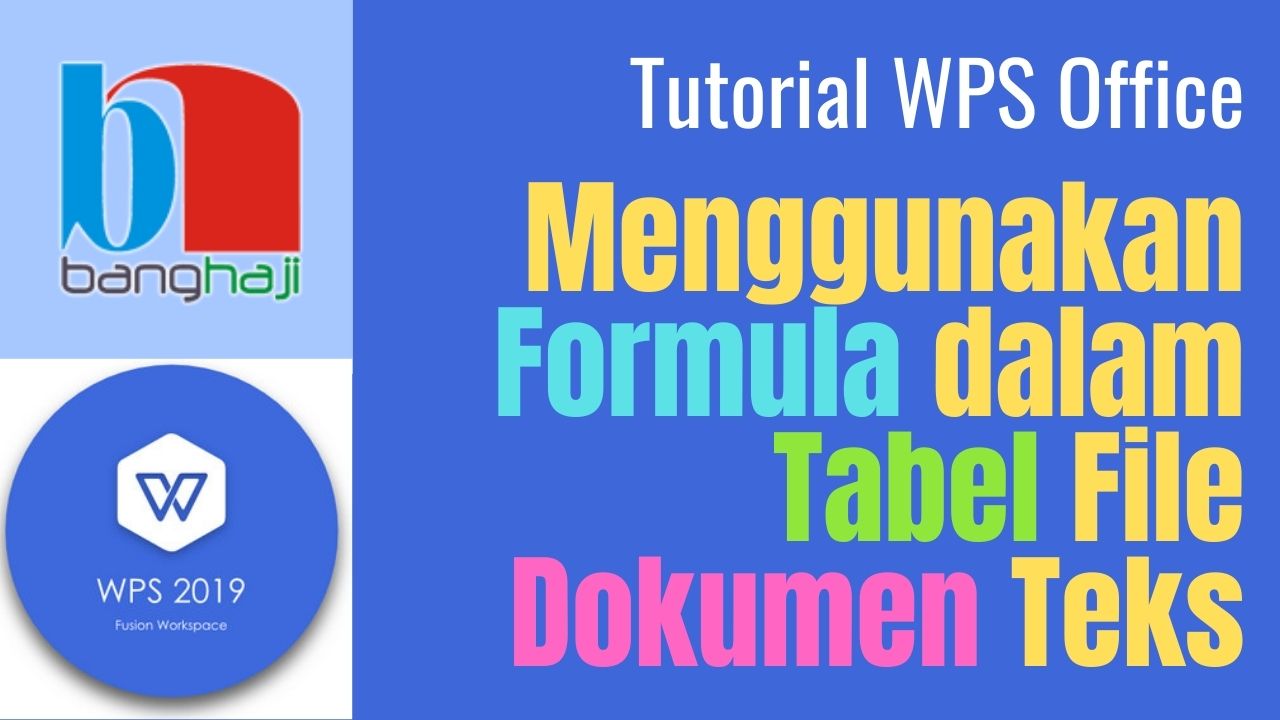 banghaji
WPS 2019
Fusion Workspace
Tutorial WPS Office
Menggunakan
Formula dalam
Tabel File
Dokumen Teks